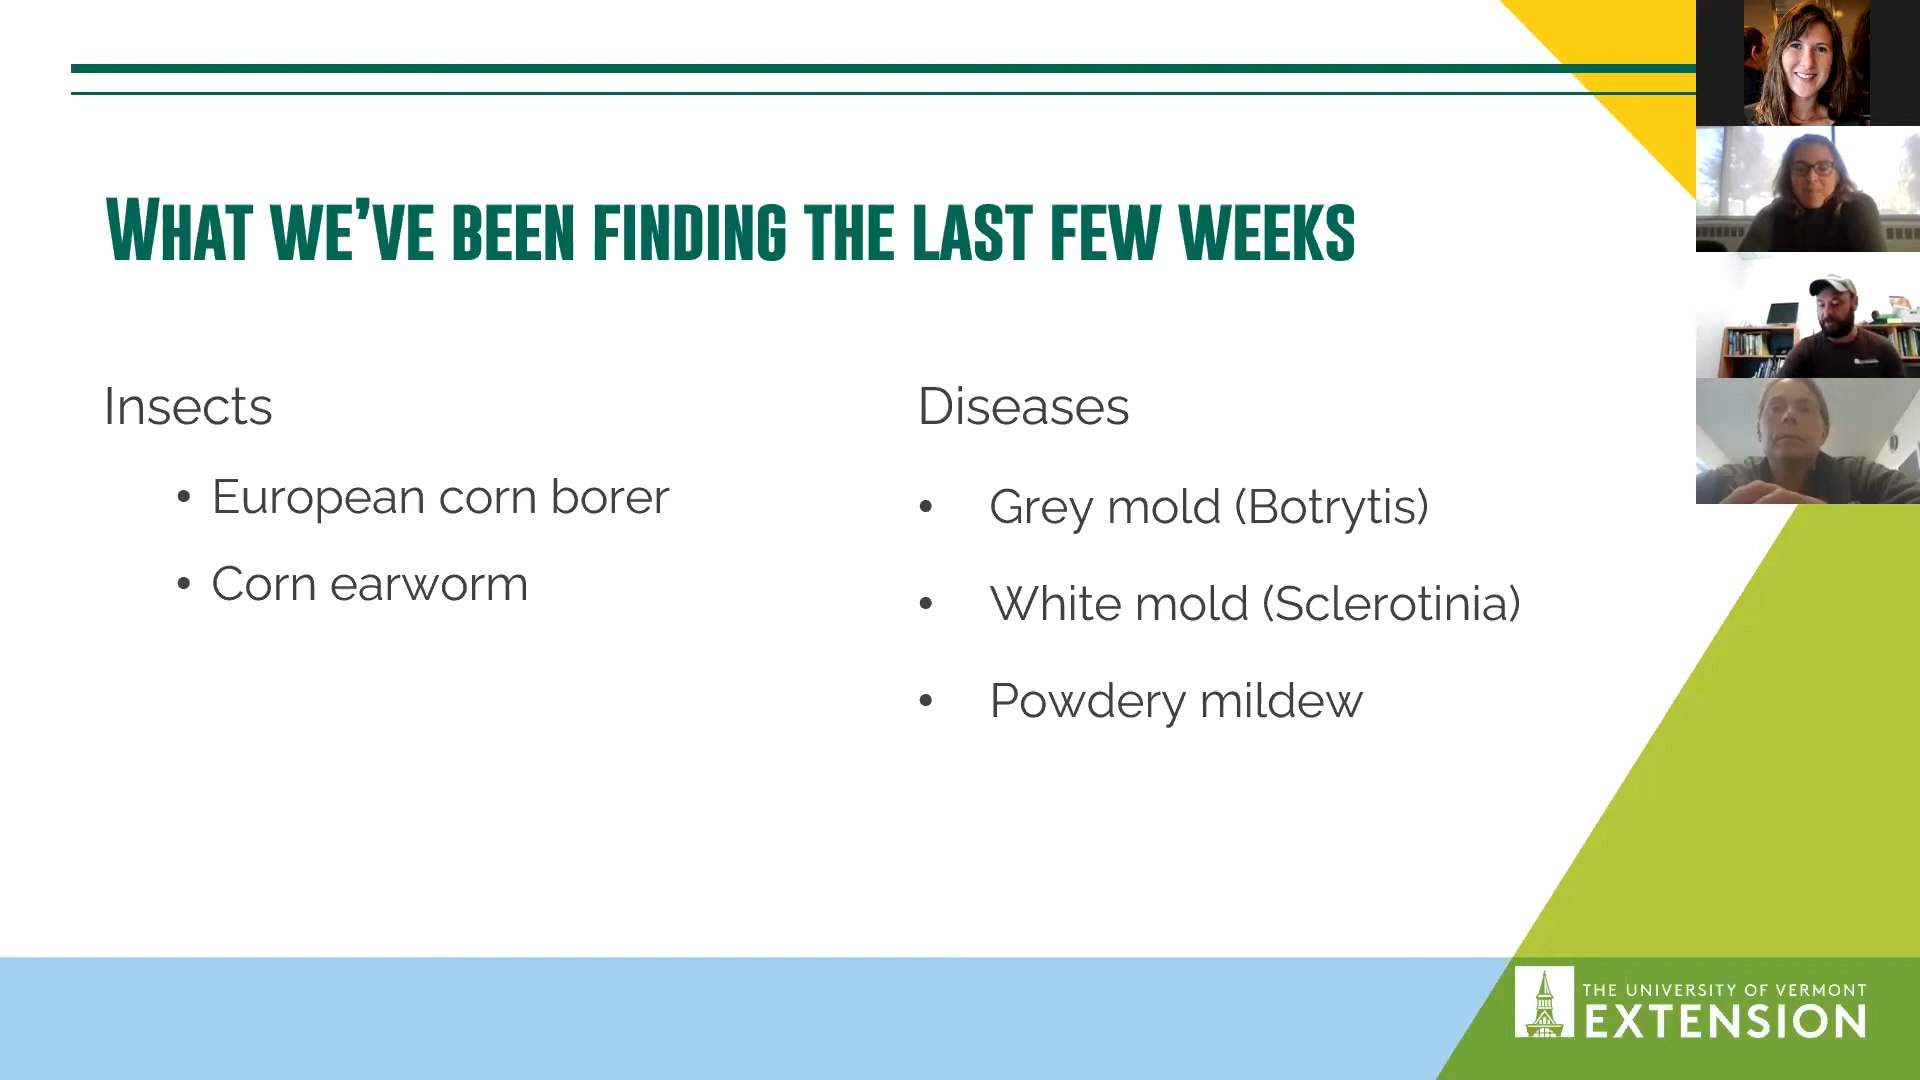 WHAT WE'VE BEEN FINDING THE LAST FEW WEEKS
Insects
• European corn borer
• Corn earworm
Diseases
• Grey mold (Botrytis)
• White mold (Sclerotinia)
• Powdery mildew
THE UNIVERSITY OF VERMONT
EXTENSION